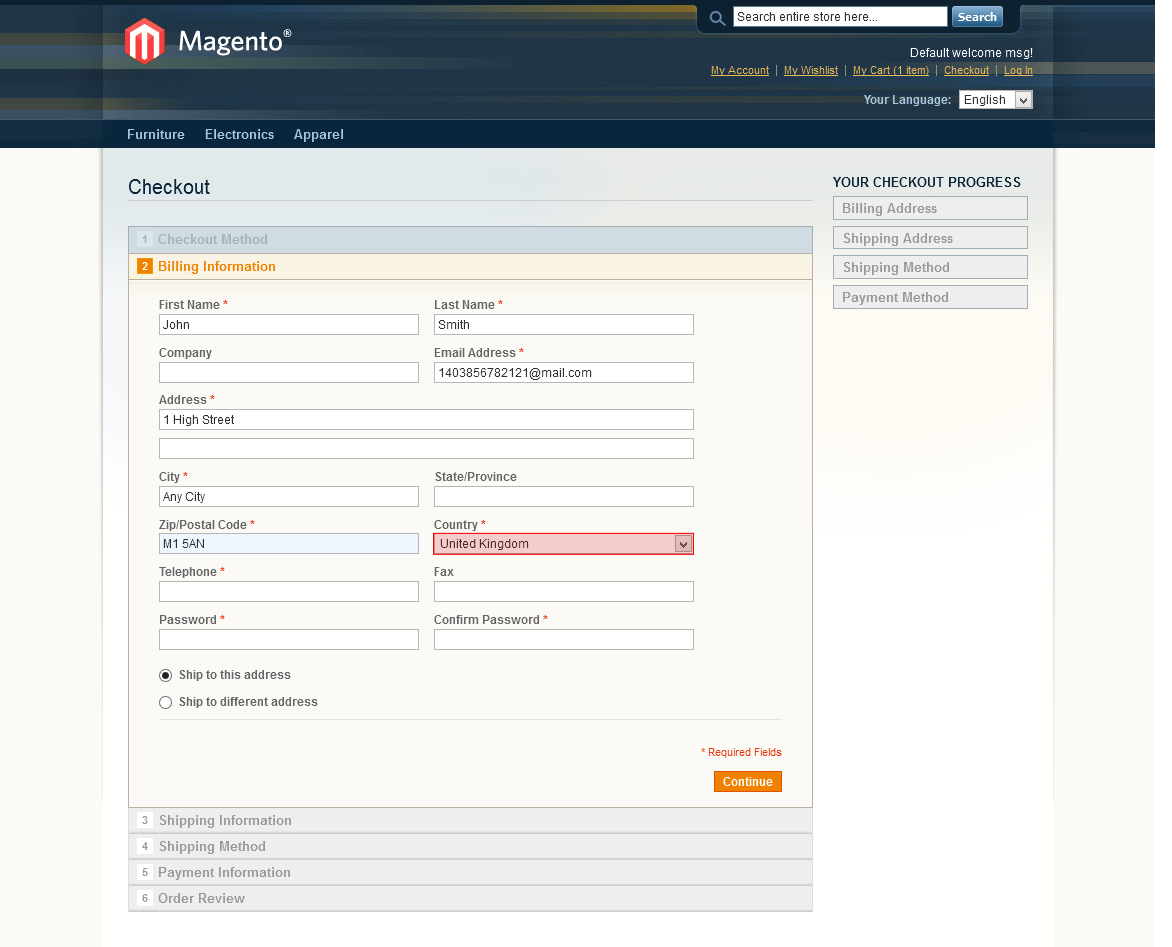 Search entire store here...
Search
Magento®
Default welcome msg!
My Account | My Wishlist | My Cart (1 item) | Checkout | Log In
Your Language: English
Furniture Electronics Apparel
Checkout
1 Checkout Method
2 Billing Information
First Name * Last Name *
John Smith
Company Email Address *
1403856782121@mail.com
Address *
1 High Street
City * State/Province
Any City
Zip/Postal Code * Country *
M1 5AN United Kingdom
Telephone * Fax
Password * Confirm Password *
Ship to this address
Ship to different address
* Required Fields
Continue
3 Shipping Information
4 Shipping Method
5 Payment Information
6 Order Review
YOUR CHECKOUT PROGRESS
Billing Address
Shipping Address
Shipping Method
Payment Method